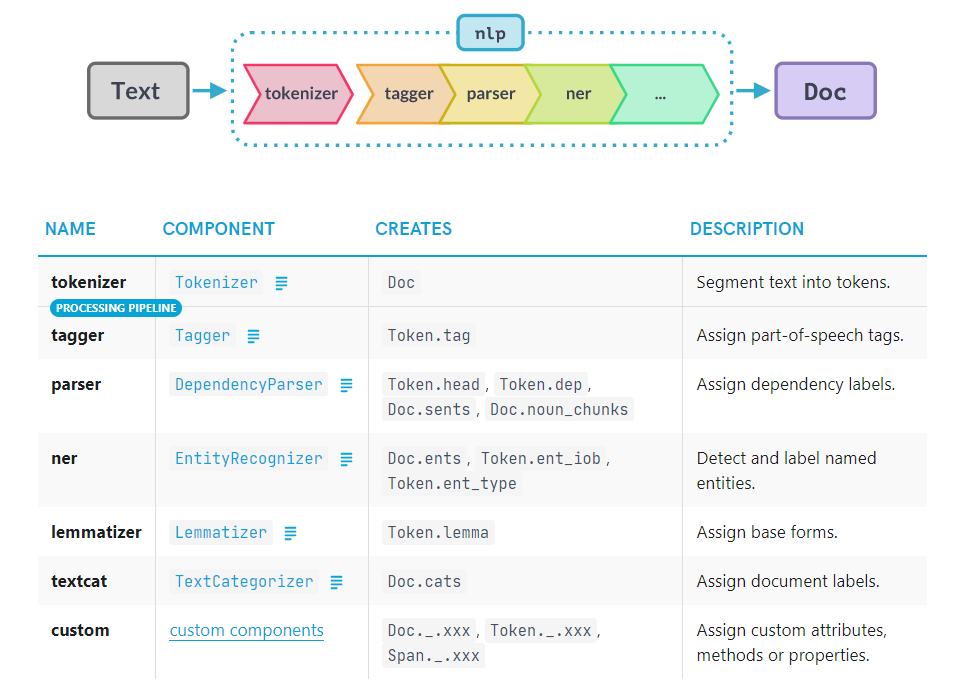 nlp
Text
tokenizer
tagger
parser
ner
...
Doc
NAME COMPONENT CREATES DESCRIPTION
tokenizer Tokenizer Doc Segment text into tokens.
PROCESSING PIPELINE
tagger Tagger Token.tag Assign part-of-speech tags.
parser DependencyParser Token.head, Token.dep, Assign dependency labels.
Doc.sents, Doc.noun_chunks
ner EntityRecognizer Doc.ents, Token.ent_iob, Detect and label named
Token.ent_type entities.
lemmatizer Lemmatizer Token.lemma Assign base forms.
textcat TextCategorizer Doc.cats Assign document labels.
custom custom components Doc._.xxx, Token._.xxx, Assign custom attributes,
Span._.xxx methods or properties.